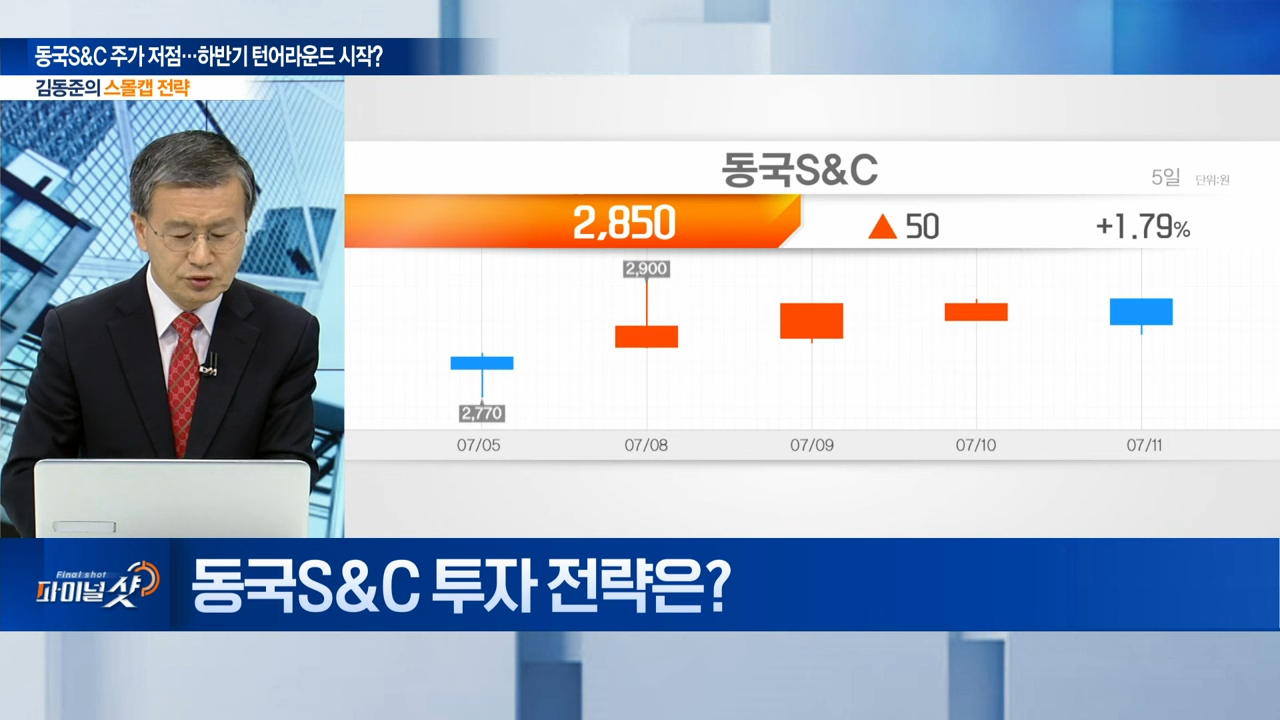 동국S&C 주가 저점…하반기 턴어라운드 시작?
김동준의 스몰캡 전략
동국S&C
5일 단위:원
2,850 ▲ 50 +1.79%
2,900
2,770
07/05 07/08 07/09 07/10 07/11
Final shot
파이널샷
동국S&C 투자 전략은?